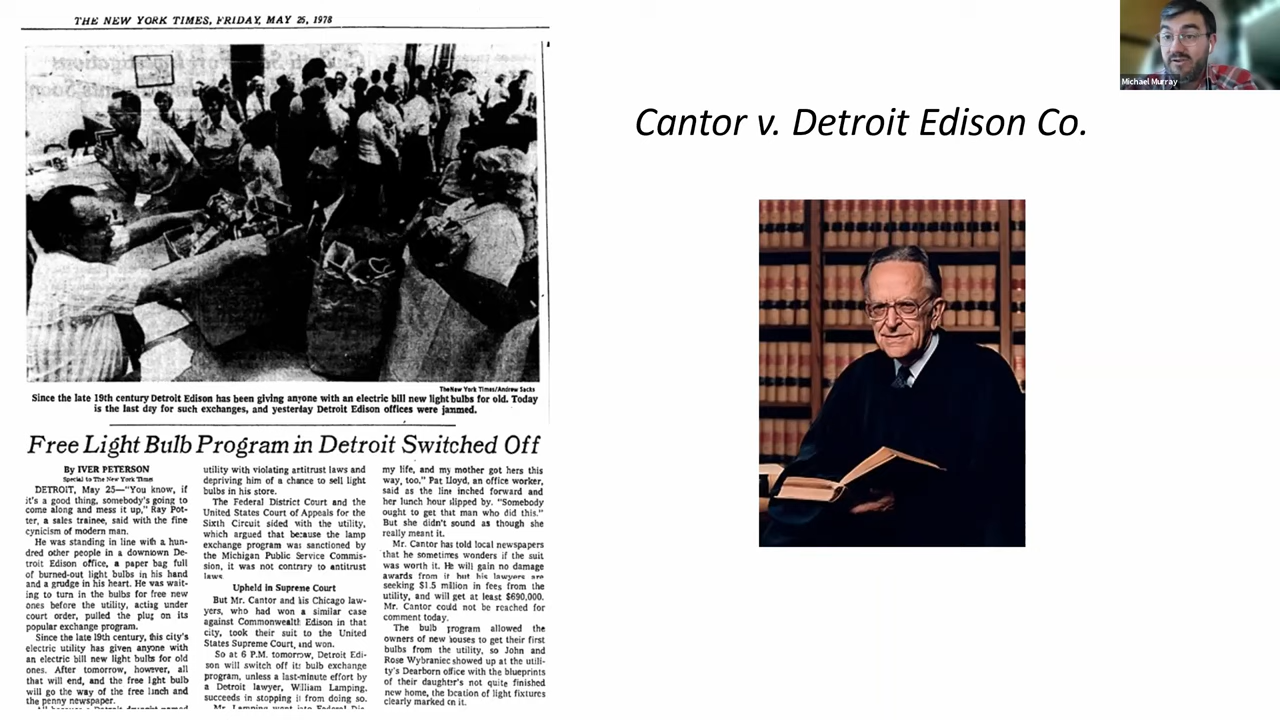 THE NEW YORK TIMES, FRIDAY, MAY 26, 1978
The New York Times/Andrew Sacks
Since the late 19th century Detroit Edison has been giving anyone with an electric bill new light bulbs for old. Today
is the last day for such exchanges, and yesterday Detroit Edison offices were jammed.
Free Light Bulb Program in Detroit Switched Off
By IVER PETERSON
Special to The New York Times
DETROIT, May 25—"You know, if
it's a good thing, somebody's going to
come along and mess it up," Ray Pot-
ter, a sales trainee, said with the fine
cynicism of modern man.
He was standing in line with a hun-
dred other people in a downtown De-
troit Edison office, a paper bag full
of burned-out light bulbs in his hand
and a grudge in his heart. He was wait-
ing to turn in the bulbs for free new
ones before the utility, acting under
court order, pulled the plug on its
popular exchange program.
Since the late 19th century, this city's
electric utility has given anyone with
an electric bill new light bulbs for old
ones. After tomorrow, however, all
that will end, and the free light bulb
will go the way of the free lunch and
the penny newspaper.
utility with violating antitrust laws and
depriving him of a chance to sell light
bulbs in his store.
The Federal District Court and the
United States Court of Appeals for the
Sixth Circuit sided with the utility,
which argued that because the lamp
exchange program was sanctioned by
the Michigan Public Service Commis-
sion, it was not contrary to antitrust
laws.
Upheld in Supreme Court
But Mr. Cantor and his Chicago law-
yers, who had won a similar case
against Commonwealth Edison in that
city, took their suit to the United
States Supreme Court, and won.
So at 6 P.M. tomorrow, Detroit Edi-
son will switch off its bulb exchange
program, unless a last-minute effort by
a Detroit lawyer, William Lamping,
succeeds in stopping it from doing so.
Mr. Lamping went into Federal Dis-
my life, and my mother got hers this
way, too," Pat Lloyd, an office worker,
said as the line inched forward and
her lunch hour slipped by. "Somebody
ought to get that man who did this."
But she didn't sound as though she
really meant it.
Mr. Cantor has told local newspapers
that he sometimes wonders if the suit
was worth it. He will gain no damage
awards from it but his lawyers are
seeking $1.5 million in fees from the
utility, and will get at least $690,000.
Mr. Cantor could not be reached for
comment today.
The bulb program allowed the
owners of new houses to get their first
bulbs from the utility, so John and
Rose Wybraniec showed up at the utili-
ty's Dearborn office with the blueprints
of their daughter's not quite finished
new home, the location of light fixtures
clearly marked on it.
Cantor v. Detroit Edison Co.
Michael Murray